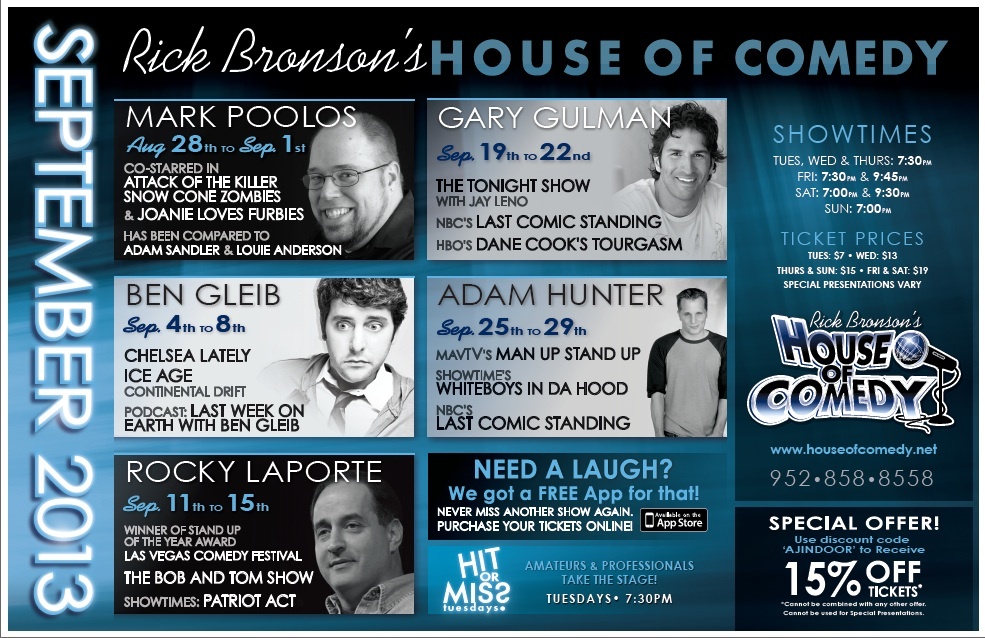 SEPTEMBER 2013
Rick Bronson's HOUSE OF COMEDY
MARK POOLOS
Aug 28th TO Sep. 1st
CO-STARRED IN
ATTACK OF THE KILLER
SNOW CONE ZOMBIES
& JOANIE LOVES FURBIES
HAS BEEN COMPARED TO
ADAM SANDLER & LOUIE ANDERSON
BEN GLEIB
Sep. 4th TO 8th
CHELSEA LATELY
ICE AGE
CONTINENTAL DRIFT
PODCAST: LAST WEEK ON
EARTH WITH BEN GLEIB
ROCKY LAPORTE
Sep. 11th TO 15th
WINNER OF STAND UP
OF THE YEAR AWARD
LAS VEGAS COMEDY FESTIVAL
THE BOB AND TOM SHOW
SHOWTIMES: PATRIOT ACT
GARY GULMAN
Sep. 19th TO 22nd
THE TONIGHT SHOW
WITH JAY LENO
NBC'S LAST COMIC STANDING
HBO'S DANE COOK'S TOURGASM
ADAM HUNTER
Sep. 25th TO 29th
MAVTV'S MAN UP STAND UP
SHOWTIME'S
WHITEBOYS IN DA HOOD
NBC'S
LAST COMIC STANDING
NEED A LAUGH?
We got a FREE App for that!
NEVER MISS ANOTHER SHOW AGAIN.
PURCHASE YOUR TICKETS ONLINE!
Available on the
App Store
HIT
OR
MISS
tuesdays•
AMATEURS & PROFESSIONALS
TAKE THE STAGE!
TUESDAYS• 7:30PM
SHOWTIMES
TUES, WED & THURS: 7:30PM
FRI: 7:30PM & 9:45PM
SAT: 7:00PM & 9:30PM
SUN: 7:00PM
TICKET PRICES
TUES: $7 • WED: $13
THURS & SUN: $15 • FRI & SAT: $19
SPECIAL PRESENTATIONS VARY
Rick Bronson's
HOUSE
OF
COMEDY
www.houseofcomedy.net
952•858•8558
SPECIAL OFFER!
Use discount code
'AJINDOOR' to Receive
15% OFF
TICKETS*
*Cannot be combined with any other offer.
Cannot be used for Special Presentations.